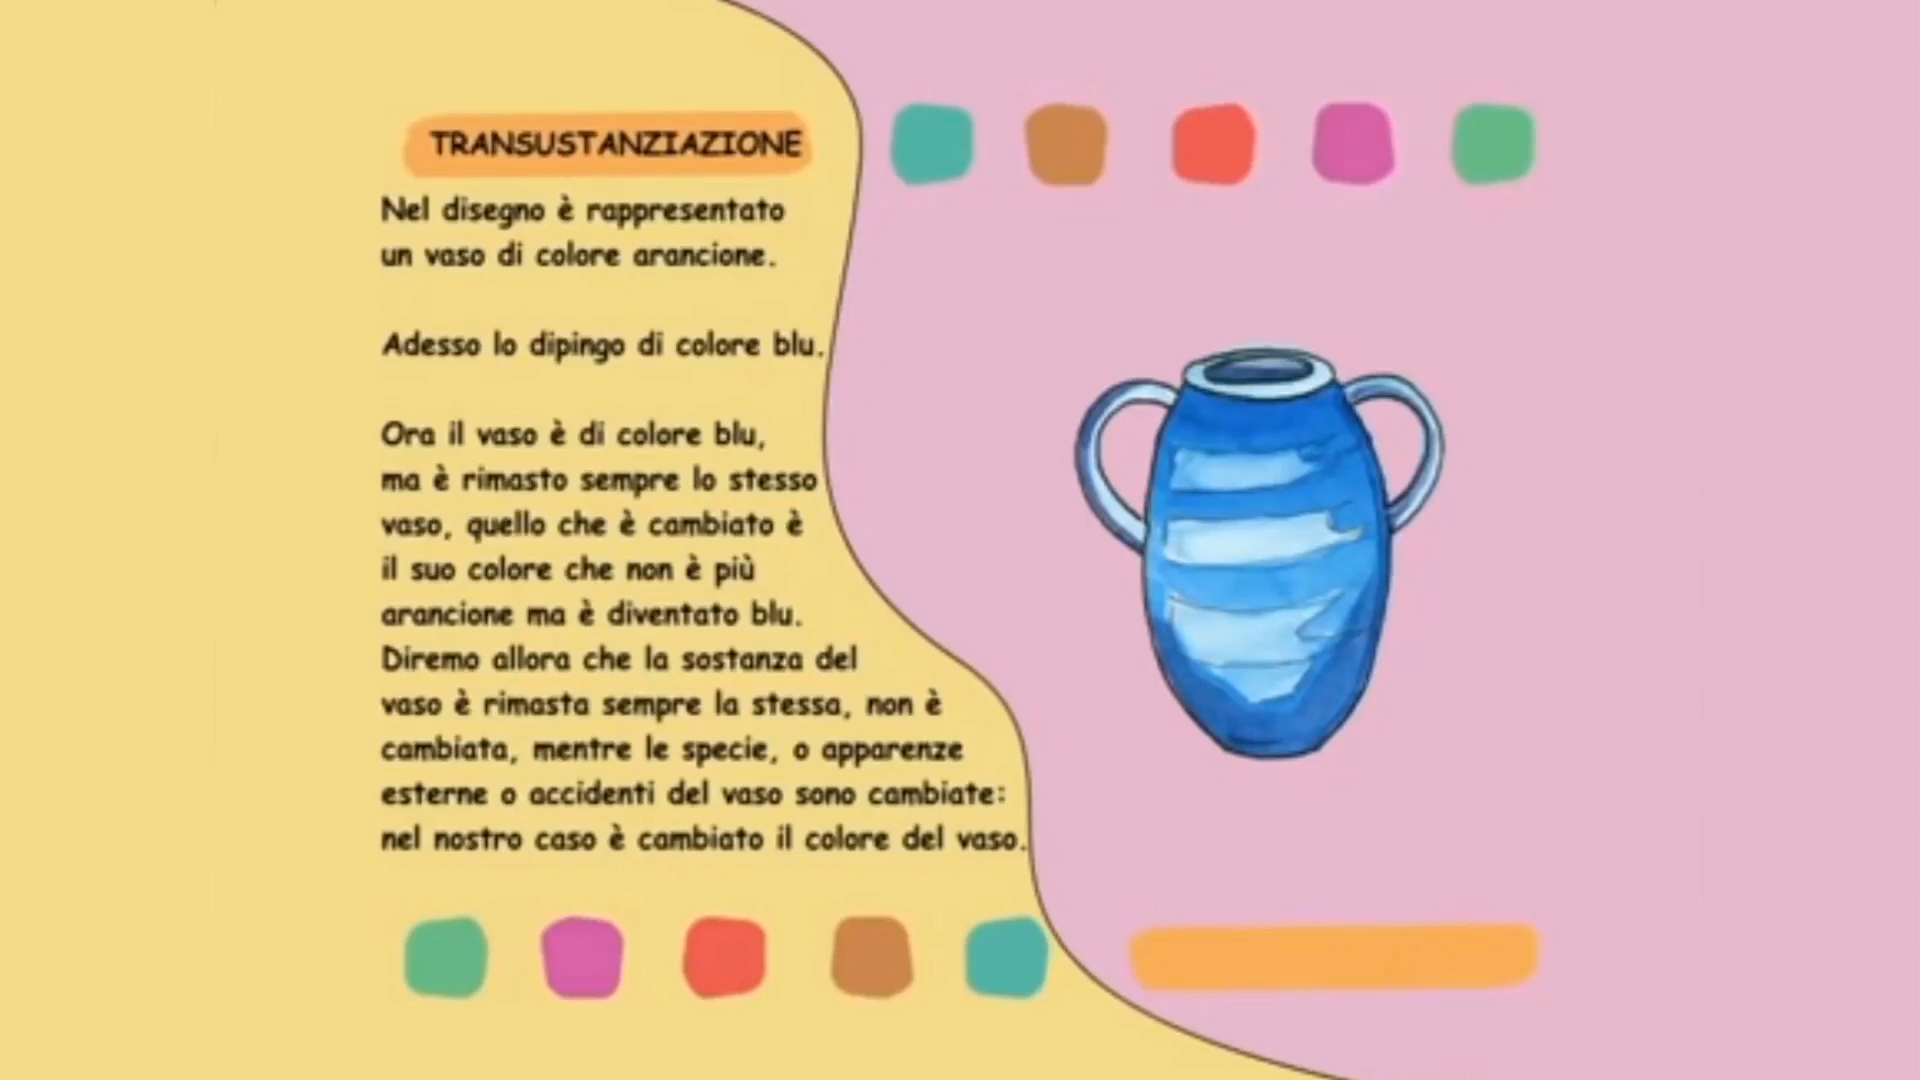 TRANSUSTANZIAZIONE
Nel disegno è rappresentato
un vaso di colore arancione.
Adesso lo dipingo di colore blu.
Ora il vaso è di colore blu,
ma è rimasto sempre lo stesso
vaso, quello che è cambiato è
il suo colore che non è più
arancione ma è diventato blu.
Diremo allora che la sostanza del
vaso è rimasta sempre la stessa, non è
cambiata, mentre le specie, o apparenze
esterne o accidenti del vaso sono cambiate:
nel nostro caso è cambiato il colore del vaso.